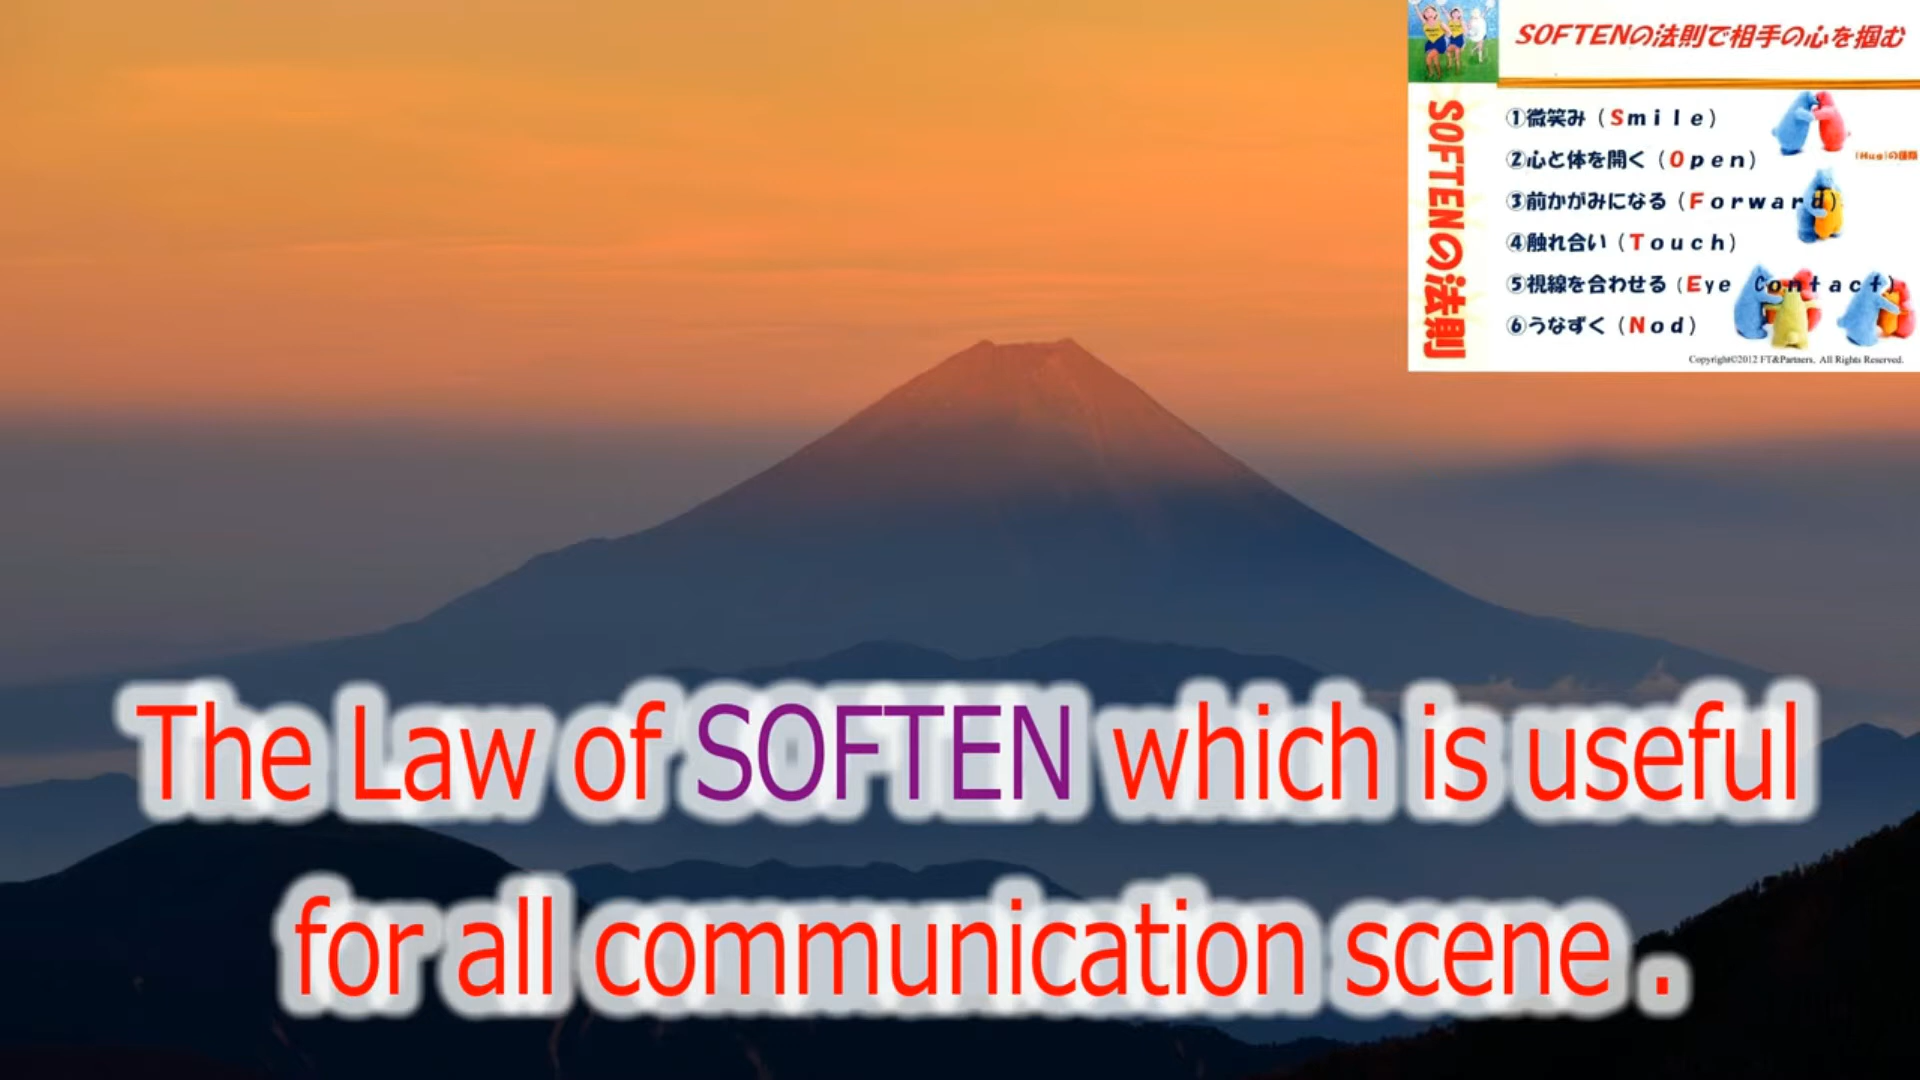 SOFTENの法則で相手の心を掴む
SOFTENの法則
①微笑み（Smile）
②心と体を開く（Open）
(Hug)の種類
③前かがみになる（Forward）
④触れ合い（Touch）
⑤視線を合わせる（Eye Contact）
⑥うなずく（Nod）
Copyright©2012 FT&Partners. All Rights Reserved.
The Law of SOFTEN which is useful
for all communication scene .